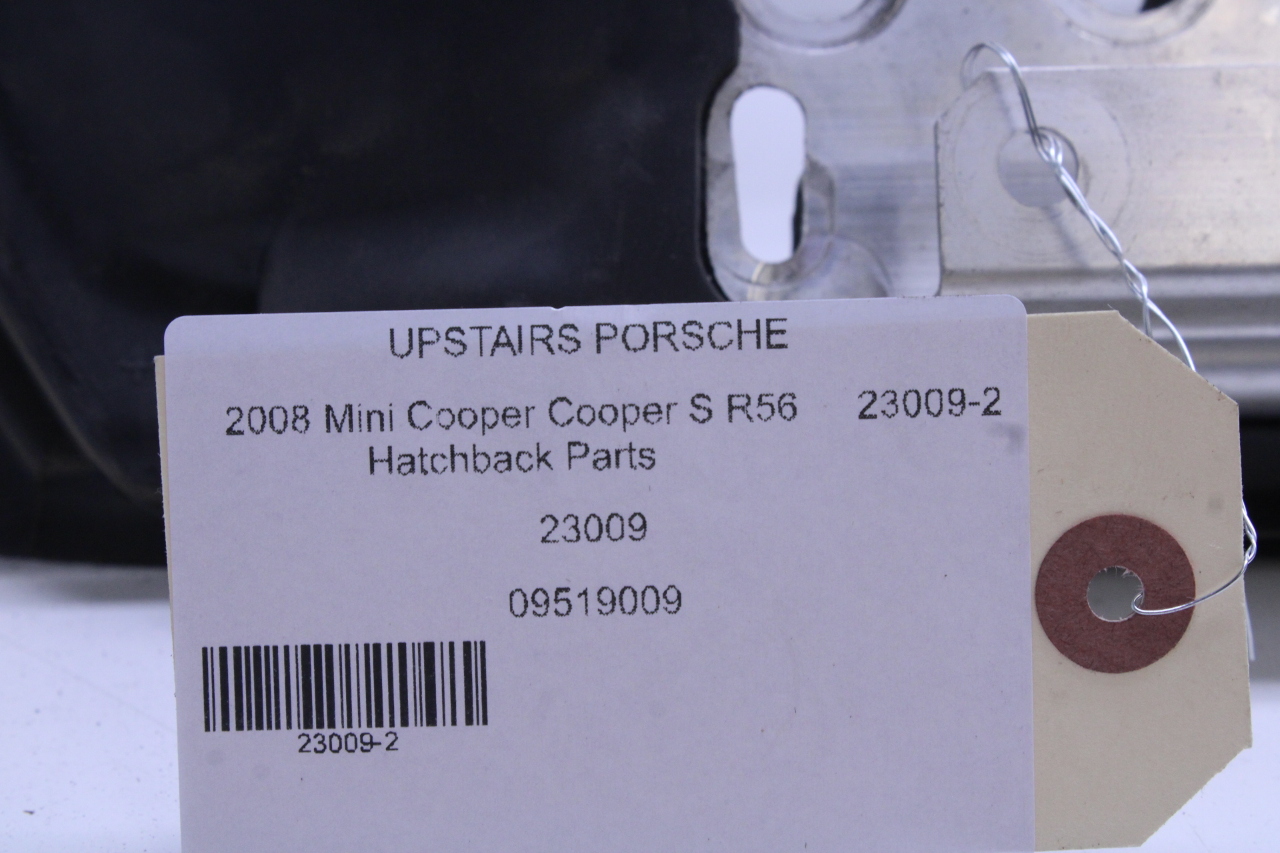 UPSTAIRS PORSCHE
2008 Mini Cooper Cooper S R56 23009-2
Hatchback Parts
23009
09519009
23009-2